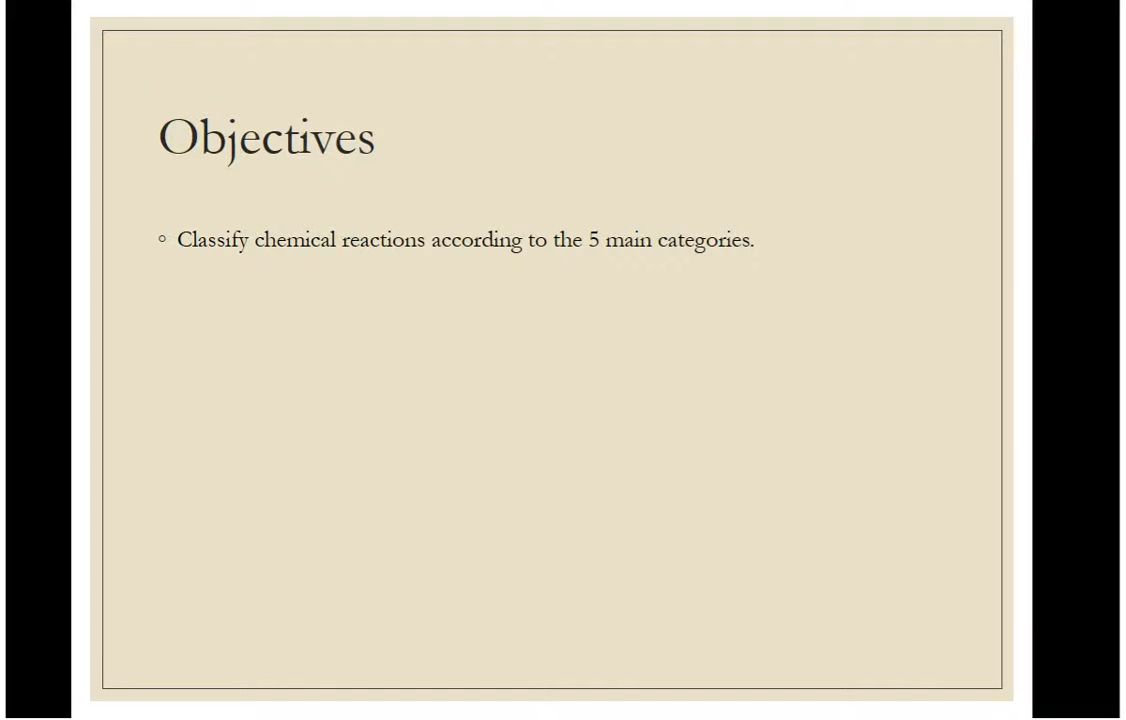 Objectives
◦ Classify chemical reactions according to the 5 main categories.